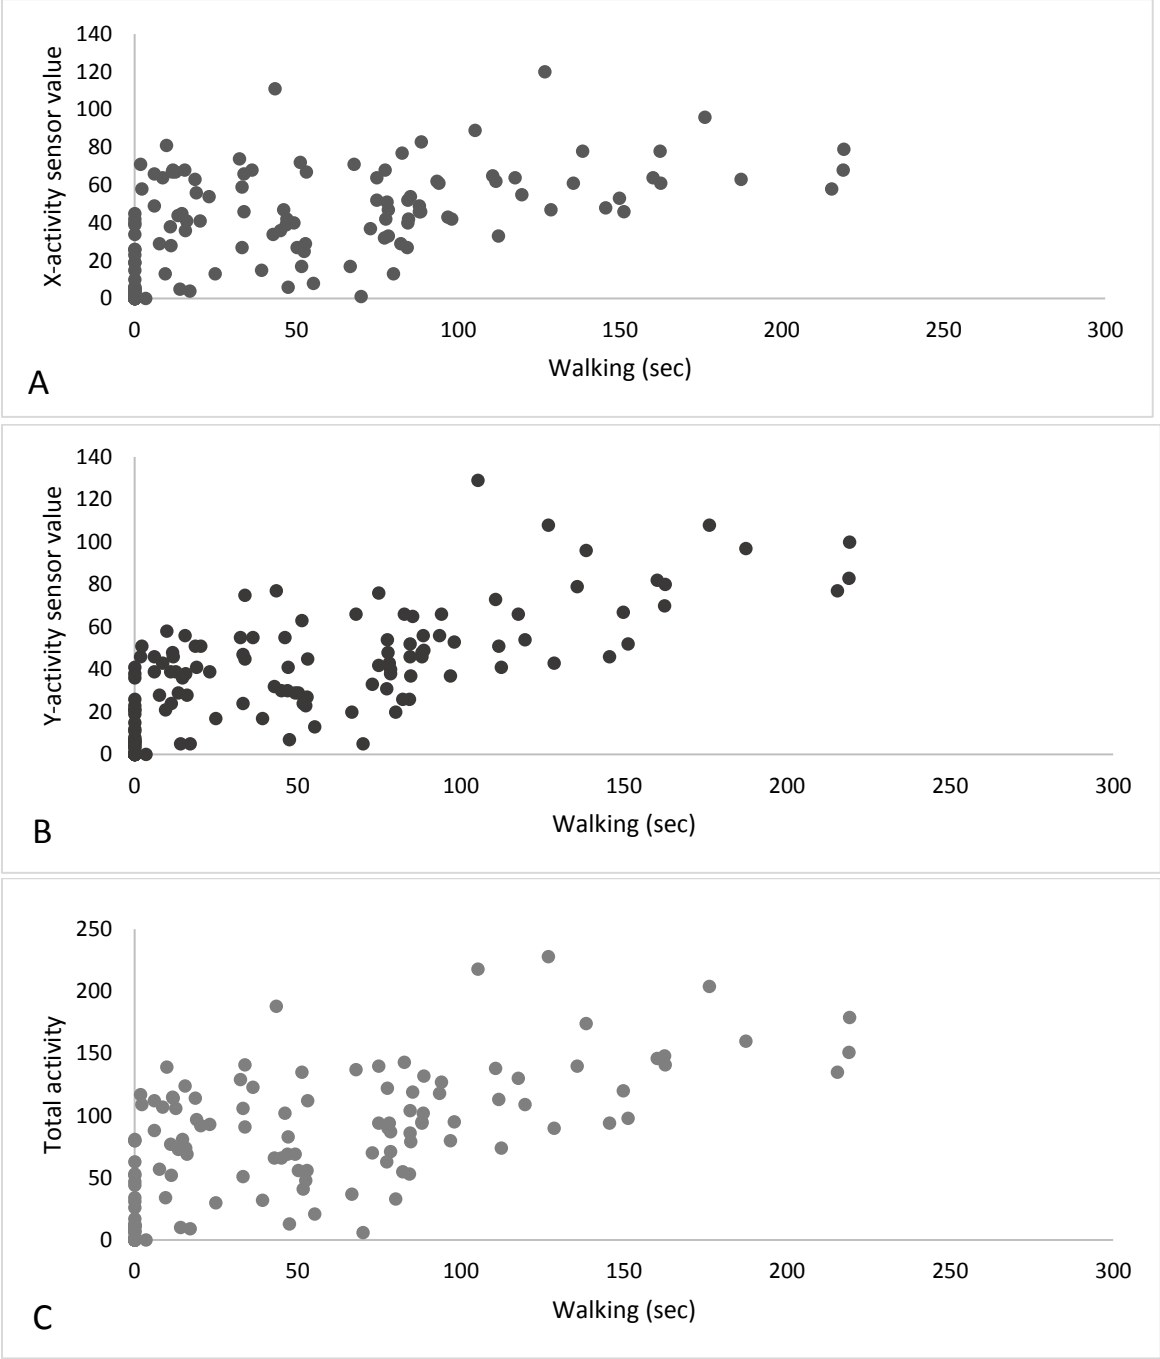 140
120
100
80
60
40
20
0
X-activity sensor value
0 50 100 150 200 250 300
Walking (sec)
A
140
120
100
80
60
40
20
0
Y-activity sensor value
0 50 100 150 200 250 300
Walking (sec)
B
250
200
150
100
50
0
Total activity
0 50 100 150 200 250 300
Walking (sec)
C